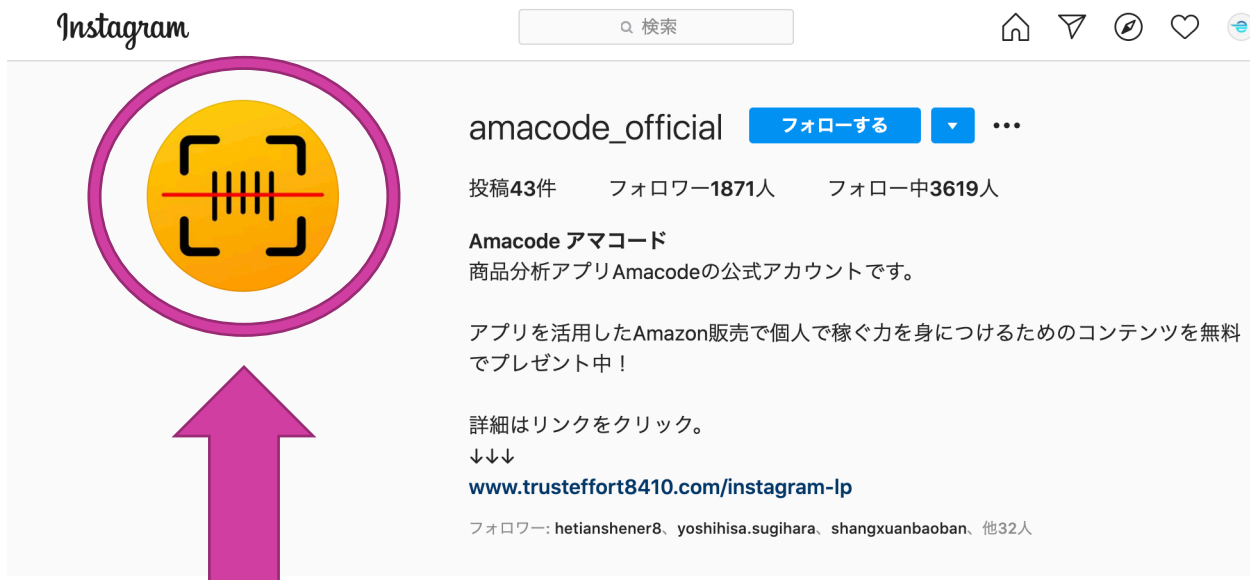 Instagram
検索
amacode_official
フォローする
投稿43件 フォロワー1871人 フォロー中3619人
Amacode アマコード
商品分析アプリAmacodeの公式アカウントです。
アプリを活用したAmazon販売で個人で稼ぐ力を身につけるためのコンテンツを無料
でプレゼント中！
詳細はリンクをクリック。
↓↓↓
www.trusteffort8410.com/instagram-lp
フォロワー: hetianshener8、yoshihisa.sugihara、shangxuanbaoban、他32人